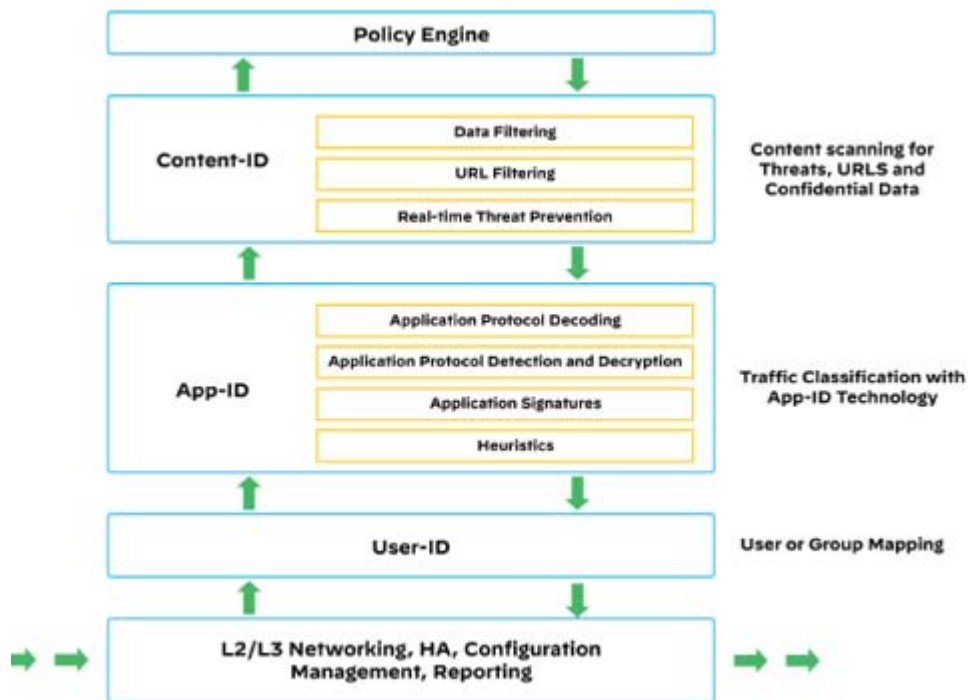 Policy Engine
Content-ID
Data Filtering
URL Filtering
Real-time Threat Prevention
Content scanning for
Threats, URLS and
Confidential Data
App-ID
Application Protocol Decoding
Application Protocol Detection and Decryption
Application Signatures
Heuristics
Traffic Classification with
App-ID Technology
User-ID
User or Group Mapping
L2/L3 Networking, HA, Configuration
Management, Reporting